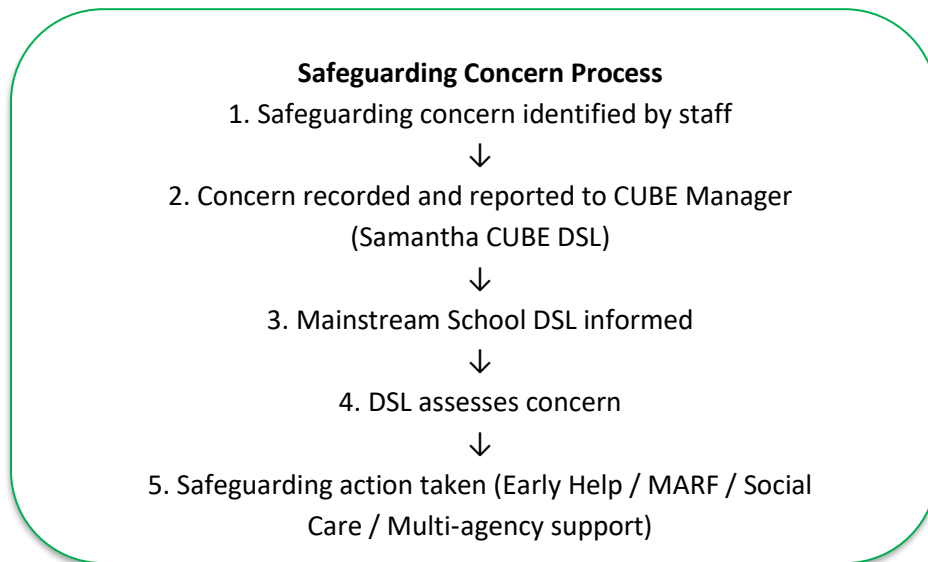 Safeguarding Concern Process
1. Safeguarding concern identified by staff
↓
2. Concern recorded and reported to CUBE Manager
(Samantha CUBE DSL)
↓
3. Mainstream School DSL informed
↓
4. DSL assesses concern
↓
5. Safeguarding action taken (Early Help / MARF / Social
Care / Multi-agency support)